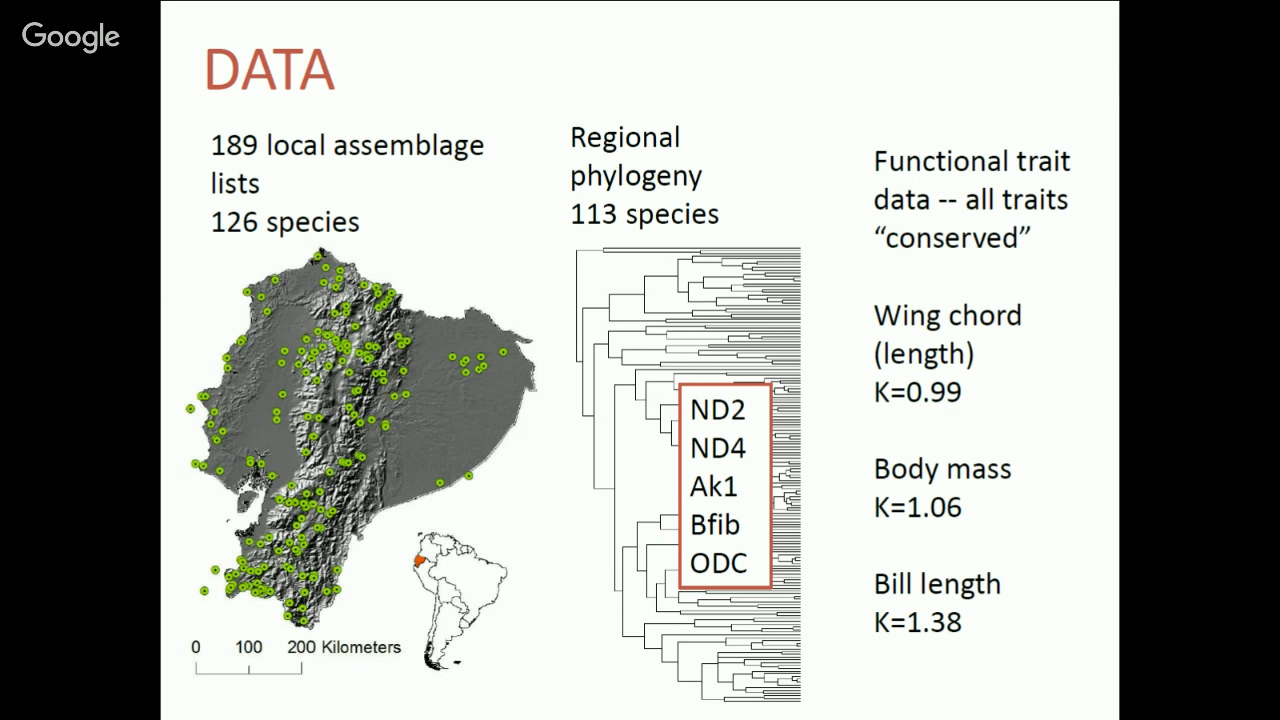 Google
DATA
189 local assemblage
lists
126 species
Regional
phylogeny
113 species
Functional trait
data -- all traits
“conserved”
Wing chord
(length)
K=0.99
Body mass
K=1.06
Bill length
K=1.38
ND2
ND4
Ak1
Bfib
ODC
0 100 200 Kilometers